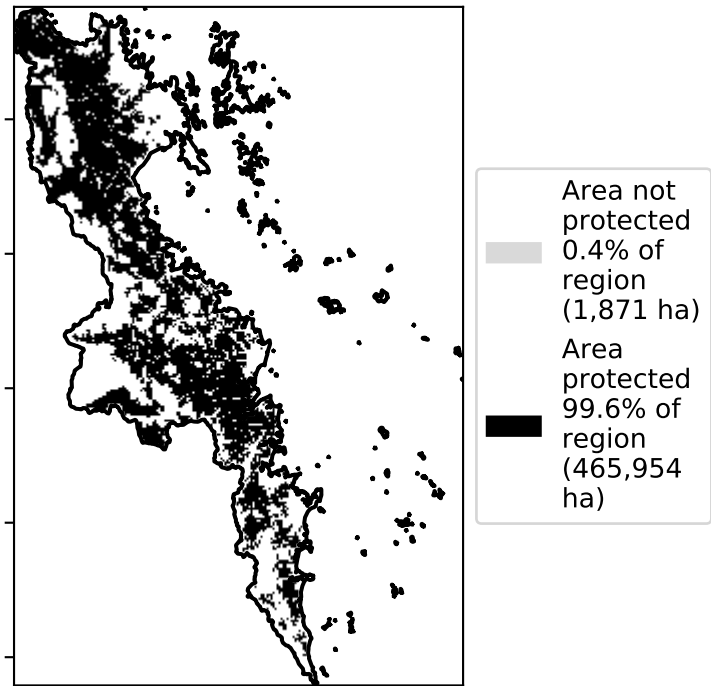 Area not
protected
0.4% of
region
(1,871 ha)
Area
protected
99.6% of
region
(465,954
ha)